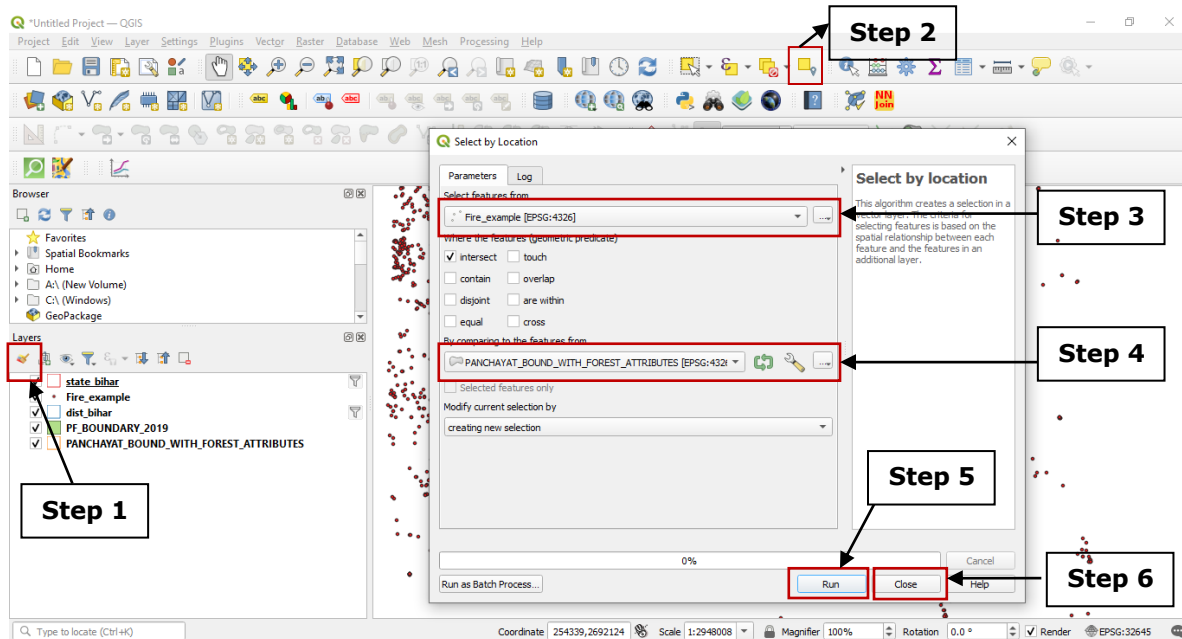 *Untitled Project — QGIS
Project Edit View Layer Settings Plugins Vector Raster Database Web Mesh Processing Help
Step 2
abc abc abc
NN
Join
Select by Location
Parameters Log
Select features from
Fire_example [EPSG:4326]
Where the features (geometric predicate)
intersect touch
contain overlap
disjoint are within
equal cross
By comparing to the features from
PANCHAYAT_BOUND_WITH_FOREST_ATTRIBUTES [EPSG:432
Selected features only
Modify current selection by
creating new selection
0%
Cancel
Run as Batch Process...
Run
Close
Help
Select by location
This algorithm creates a selection in a
vector layer. The criteria for
selecting features is based on the
spatial relationship between each
feature and the features in an
additional layer.
Step 3
Step 4
Step 5
Step 6
Browser
Favorites
Spatial Bookmarks
Home
A:\ (New Volume)
C:\ (Windows)
GeoPackage
Layers
state_bihar
Fire_example
dist_bihar
PF_BOUNDARY_2019
PANCHAYAT_BOUND_WITH_FOREST_ATTRIBUTES
Step 1
Type to locate (Ctrl+K)
Coordinate 254339,2692124 Scale 1:2948008 Magnifier 100% Rotation 0.0 ° Render EPSG:32645